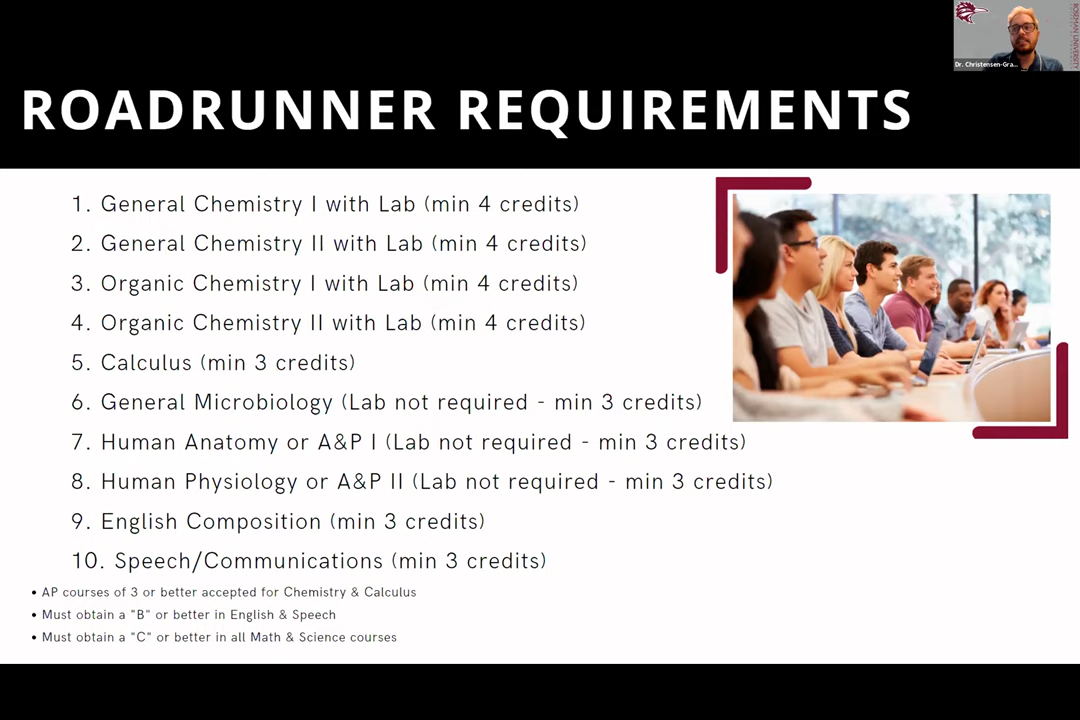 ROSEMAN UNIVERSITY
Dr. Christensen-Gra...
ROADRUNNER REQUIREMENTS
1. General Chemistry I with Lab (min 4 credits)
2. General Chemistry II with Lab (min 4 credits)
3. Organic Chemistry I with Lab (min 4 credits)
4. Organic Chemistry II with Lab (min 4 credits)
5. Calculus (min 3 credits)
6. General Microbiology (Lab not required - min 3 credits)
7. Human Anatomy or A&P I (Lab not required - min 3 credits)
8. Human Physiology or A&P II (Lab not required - min 3 credits)
9. English Composition (min 3 credits)
10. Speech/Communications (min 3 credits)
• AP courses of 3 or better accepted for Chemistry & Calculus
• Must obtain a "B" or better in English & Speech
• Must obtain a "C" or better in all Math & Science courses